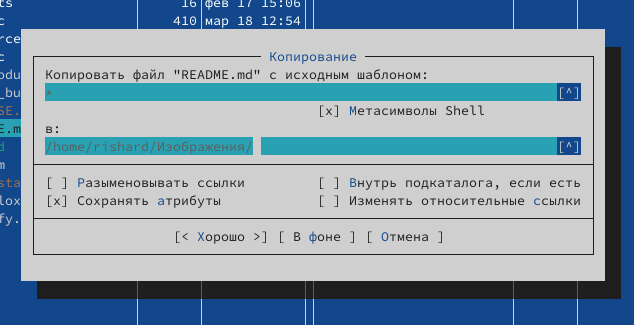 ts 16 фев 17 15:06
c 410 мар 18 12:54
rce
Копирование
c
Копировать файл "README.md" с исходным шаблоном:
odu
_bu
* [^]
SE.
[x] Метасимволы Shell
E.m
в:
d
/home/rishard/Изображения/ [^]
m
sta
[ ] Разыменовывать ссылки [ ] Внутрь подкаталога, если есть
lox
[x] Сохранять атрибуты [ ] Изменять относительные ссылки
fy.
[< Хорошо >] [ В фоне ] [ Отмена ]